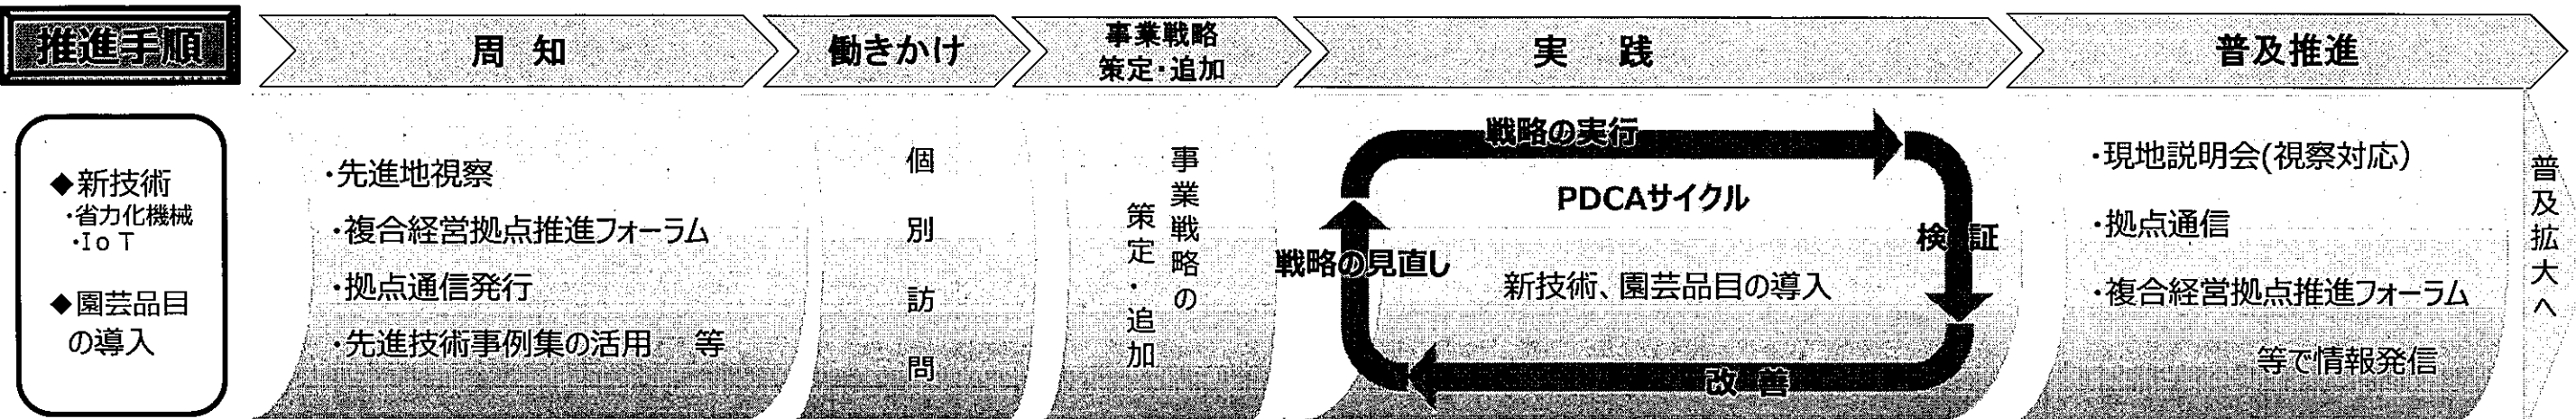 推進手順
周　知
働きかけ
事業戦略
策定・追加
実　践
普及推進
◆新技術
・省力化機械
・IoT
◆園芸品目
の導入
・先進地視察
・複合経営拠点推進フォーラム
・拠点通信発行
・先進技術事例集の活用　等
個別訪問
事業戦略の
策定・追加
戦略の実行
PDCAサイクル
検証
戦略の見直し
新技術、園芸品目の導入
改善
・現地説明会(視察対応)
・拠点通信
・複合経営拠点推進フォーラム
等で情報発信
普及拡大へ